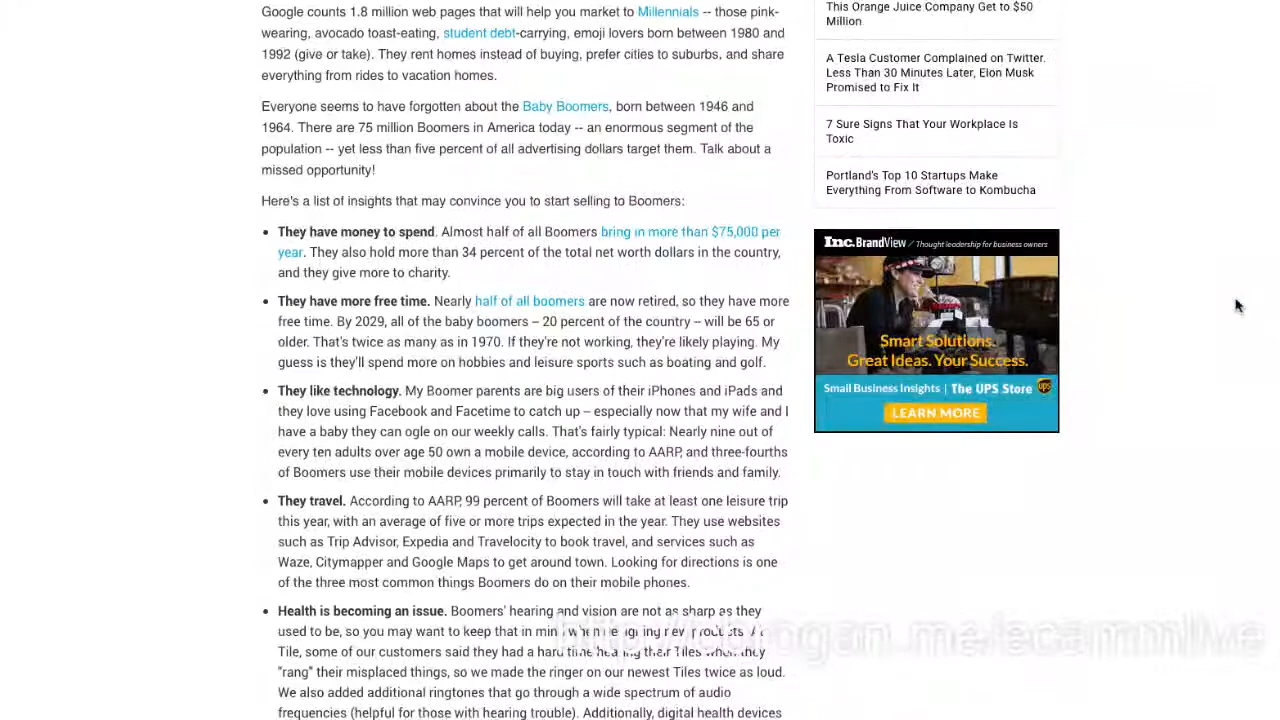 Google counts 1.8 million web pages that will help you market to Millennials -- those pink-
wearing, avocado toast-eating, student debt-carrying, emoji lovers born between 1980 and
1992 (give or take). They rent homes instead of buying, prefer cities to suburbs, and share
everything from rides to vacation homes.
Everyone seems to have forgotten about the Baby Boomers, born between 1946 and
1964. There are 75 million Boomers in America today -- an enormous segment of the
population -- yet less than five percent of all advertising dollars target them. Talk about a
missed opportunity!
Here's a list of insights that may convince you to start selling to Boomers:
• They have money to spend. Almost half of all Boomers bring in more than $75,000 per
year. They also hold more than 34 percent of the total net worth dollars in the country,
and they give more to charity.
• They have more free time. Nearly half of all boomers are now retired, so they have more
free time. By 2029, all of the baby boomers – 20 percent of the country – will be 65 or
older. That's twice as many as in 1970. If they're not working, they're likely playing. My
guess is they'll spend more on hobbies and leisure sports such as boating and golf.
• They like technology. My Boomer parents are big users of their iPhones and iPads and
they love using Facebook and Facetime to catch up – especially now that my wife and I
have a baby they can ogle on our weekly calls. That's fairly typical: Nearly nine out of
every ten adults over age 50 own a mobile device, according to AARP, and three-fourths
of Boomers use their mobile devices primarily to stay in touch with friends and family.
• They travel. According to AARP, 99 percent of Boomers will take at least one leisure trip
this year, with an average of five or more trips expected in the year. They use websites
such as Trip Advisor, Expedia and Travelocity to book travel, and services such as
Waze, Citymapper and Google Maps to get around town. Looking for directions is one
of the three most common things Boomers do on their mobile phones.
• Health is becoming an issue. Boomers' hearing and vision are not as sharp as they
used to be, so you may want to keep that in mind when designing new products. At
Tile, some of our customers said they had a hard time hearing their Tiles when they
"rang" their misplaced things, so we made the ringer on our newest Tiles twice as loud.
We also added additional ringtones that go through a wide spectrum of audio
frequencies (helpful for those with hearing trouble). Additionally, digital health devices
This Orange Juice Company Get to $50
Million
A Tesla Customer Complained on Twitter.
Less Than 30 Minutes Later, Elon Musk
Promised to Fix It
7 Sure Signs That Your Workplace Is
Toxic
Portland's Top 10 Startups Make
Everything From Software to Kombucha
Inc. BrandView / Thought leadership for business owners
Smart Solutions.
Great Ideas. Your Success.
Small Business Insights | The UPS Store
ups
LEARN MORE
http://cbrogan.me/ecammlive